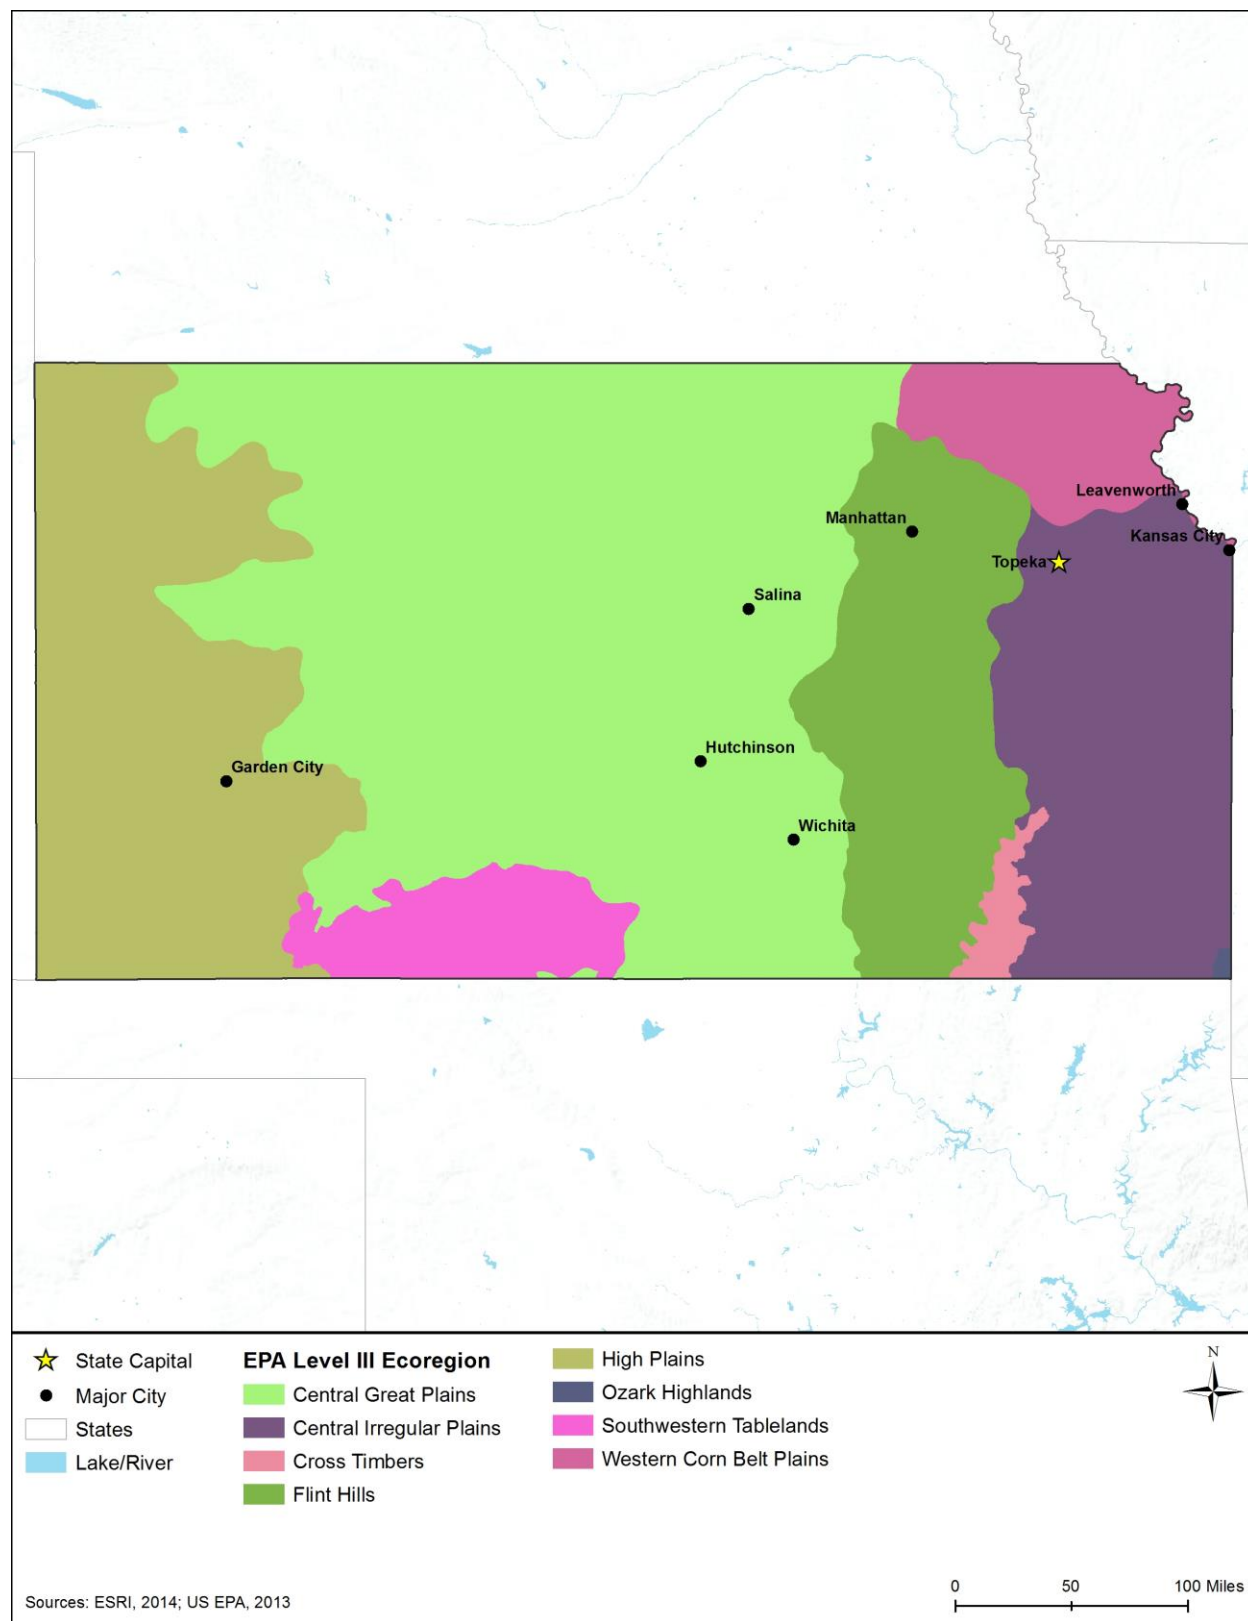 Leavenworth
Manhattan
Kansas City
Topeka
Salina
Hutchinson
Garden City
Wichita
State Capital
Major City
States
Lake/River
EPA Level III Ecoregion
Central Great Plains
Central Irregular Plains
Cross Timbers
Flint Hills
High Plains
Ozark Highlands
Southwestern Tablelands
Western Corn Belt Plains
N
Sources: ESRI, 2014; US EPA, 2013
0 50 100 Miles